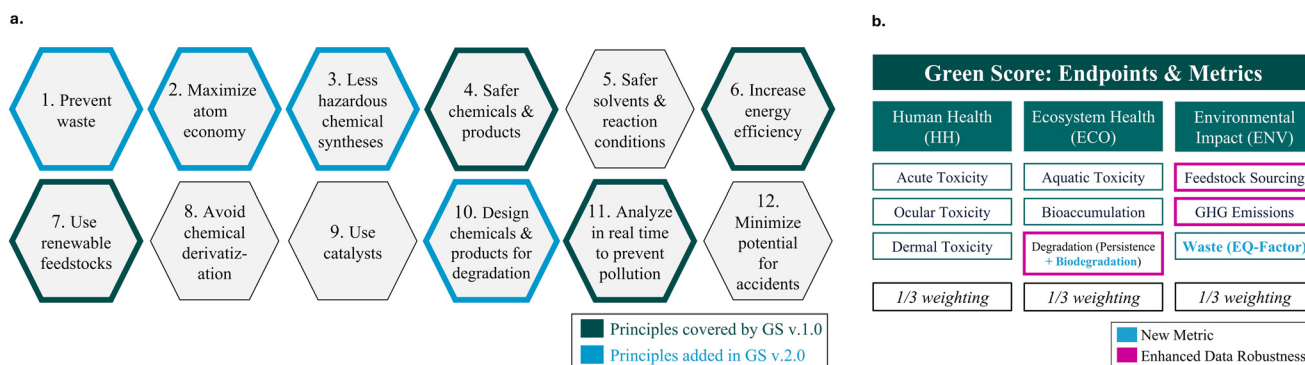 a.
1. Prevent
waste
2. Maximize
atom
economy
3. Less
hazardous
chemical
syntheses
4. Safer
chemicals
& products
5. Safer
solvents &
reaction
conditions
6. Increase
energy
efficiency
7. Use
renewable
feedstocks
8. Avoid
chemical
derivatiz-
ation
9. Use
catalysts
10. Design
chemicals &
products for
degradation
11. Analyze
in real time
to prevent
pollution
12.
Minimize
potential
for
accidents
Principles covered by GS v.1.0
Principles added in GS v.2.0
b.
Green Score: Endpoints & Metrics
Human Health
(HH)
Ecosystem Health
(ECO)
Environmental
Impact (ENV)
Acute Toxicity
Aquatic Toxicity
Feedstock Sourcing
Ocular Toxicity
Bioaccumulation
GHG Emissions
Dermal Toxicity
Degradation (Persistence
+ Biodegradation)
Waste (EQ-Factor)
1/3 weighting
1/3 weighting
1/3 weighting
New Metric
Enhanced Data Robustness